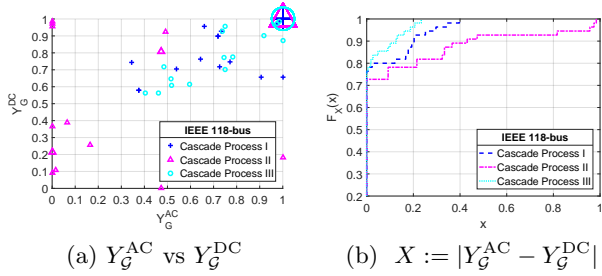 1
0.9
0.8
0.7
0.6
0.5
0.4
0.3
0.2
0.1
0
Y_G^DC
0 0.1 0.2 0.3 0.4 0.5 0.6 0.7 0.8 0.9 1
Y_G^AC
IEEE 118-bus
Cascade Process I
Cascade Process II
Cascade Process III
(a) Y_𝒢^AC vs Y_𝒢^DC
1
0.9
0.8
0.7
0.6
0.5
0.4
0.3
0.2
F_X(x)
0 0.2 0.4 0.6 0.8 1
x
IEEE 118-bus
Cascade Process I
Cascade Process II
Cascade Process III
(b) X := |Y_𝒢^AC − Y_𝒢^DC|